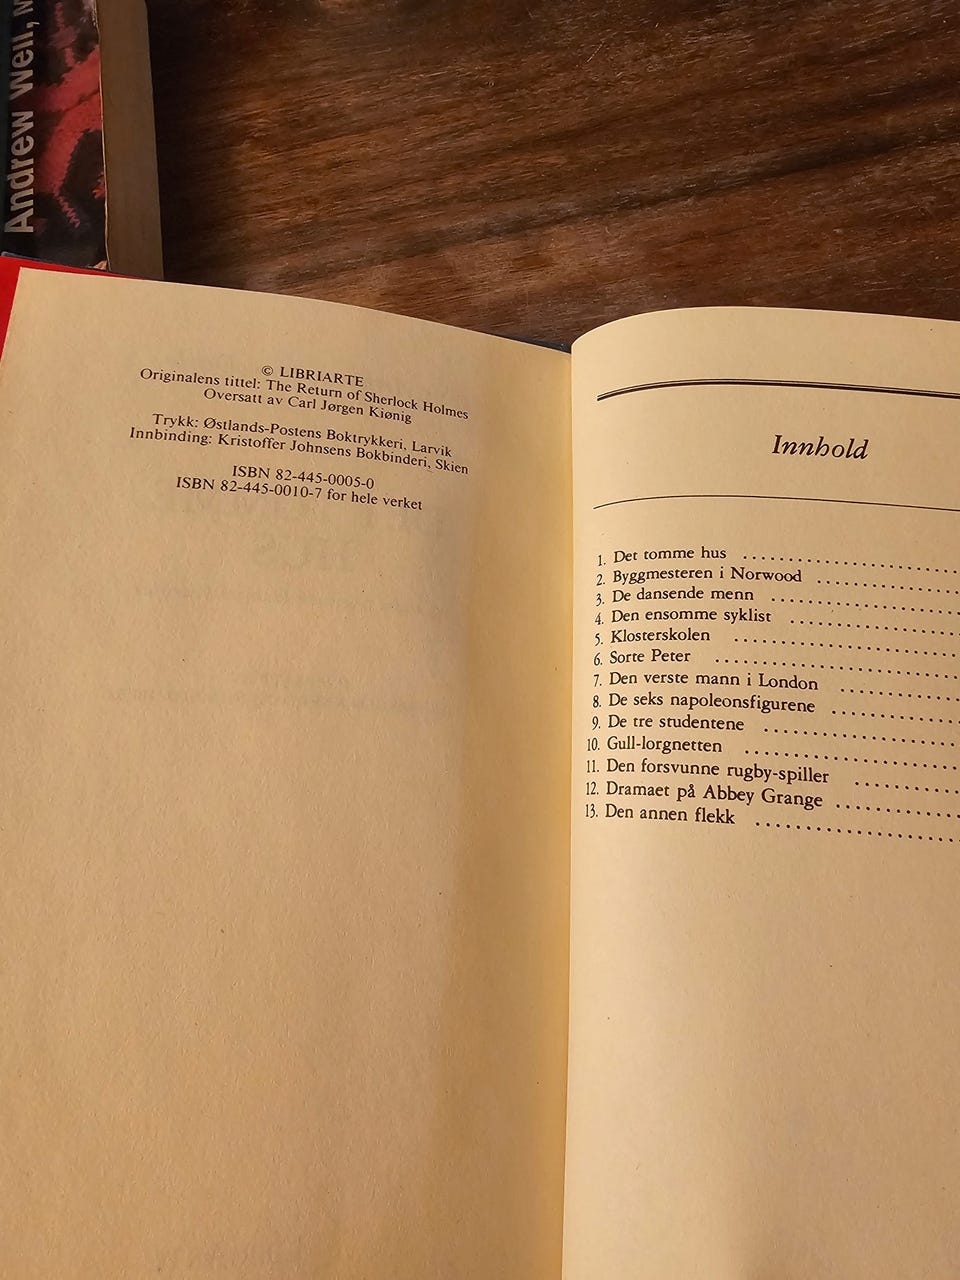 Andrew Weil,
© LIBRIARTE
Originalens tittel: The Return of Sherlock Holmes
Oversatt av Carl Jørgen Kiønig
Trykk: Østlands-Postens Boktrykkeri, Larvik
Innbinding: Kristoffer Johnsens Bokbinderi, Skien
ISBN 82-445-0005-0
ISBN 82-445-0010-7 for hele verket
Innhold
1. Det tomme hus
2. Byggmesteren i Norwood
3. De dansende menn
4. Den ensomme syklist
5. Klosterskolen
6. Sorte Peter
7. Den verste mann i London
8. De seks napoleonsfigurene
9. De tre studentene
10. Gull-lorgnetten
11. Den forsvunne rugby-spiller
12. Dramaet på Abbey Grange
13. Den annen flekk